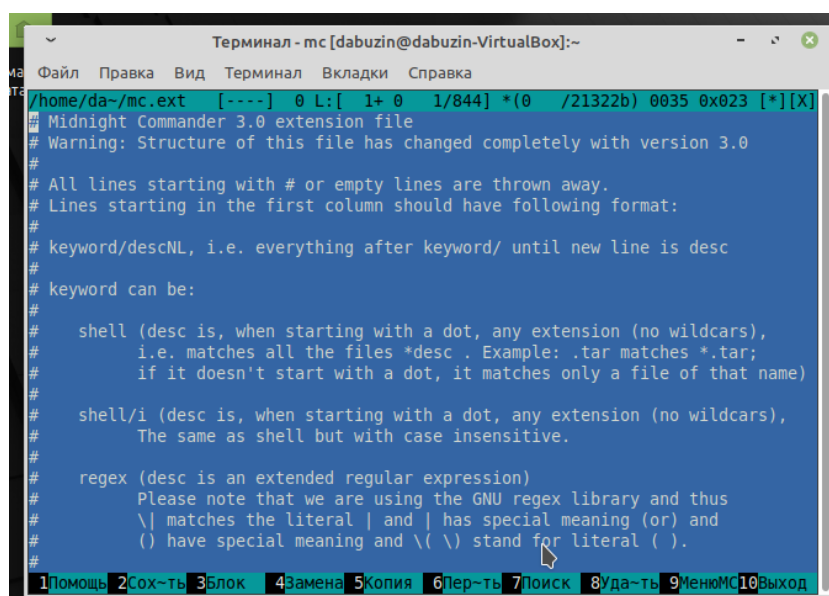 Терминал - mc [dabuzin@dabuzin-VirtualBox]:~
Файл Правка Вид Терминал Вкладки Справка
/home/da~/mc.ext [----] 0 L:[ 1+ 0 1/844] *(0 /21322b) 0035 0x023 [*][X]
# Midnight Commander 3.0 extension file
# Warning: Structure of this file has changed completely with version 3.0
#
# All lines starting with # or empty lines are thrown away.
# Lines starting in the first column should have following format:
#
# keyword/descNL, i.e. everything after keyword/ until new line is desc
#
# keyword can be:
#
# shell (desc is, when starting with a dot, any extension (no wildcars),
# i.e. matches all the files *desc . Example: .tar matches *.tar;
# if it doesn't start with a dot, it matches only a file of that name)
#
# shell/i (desc is, when starting with a dot, any extension (no wildcars),
# The same as shell but with case insensitive.
#
# regex (desc is an extended regular expression)
# Please note that we are using the GNU regex library and thus
# \| matches the literal | and | has special meaning (or) and
# () have special meaning and \( \) stand for literal ( ).
#
1Помощь 2Сох~ть 3Блок 4Замена 5Копия 6Пер~ть 7Поиск 8Уда~ть 9МенюМС 10Выход